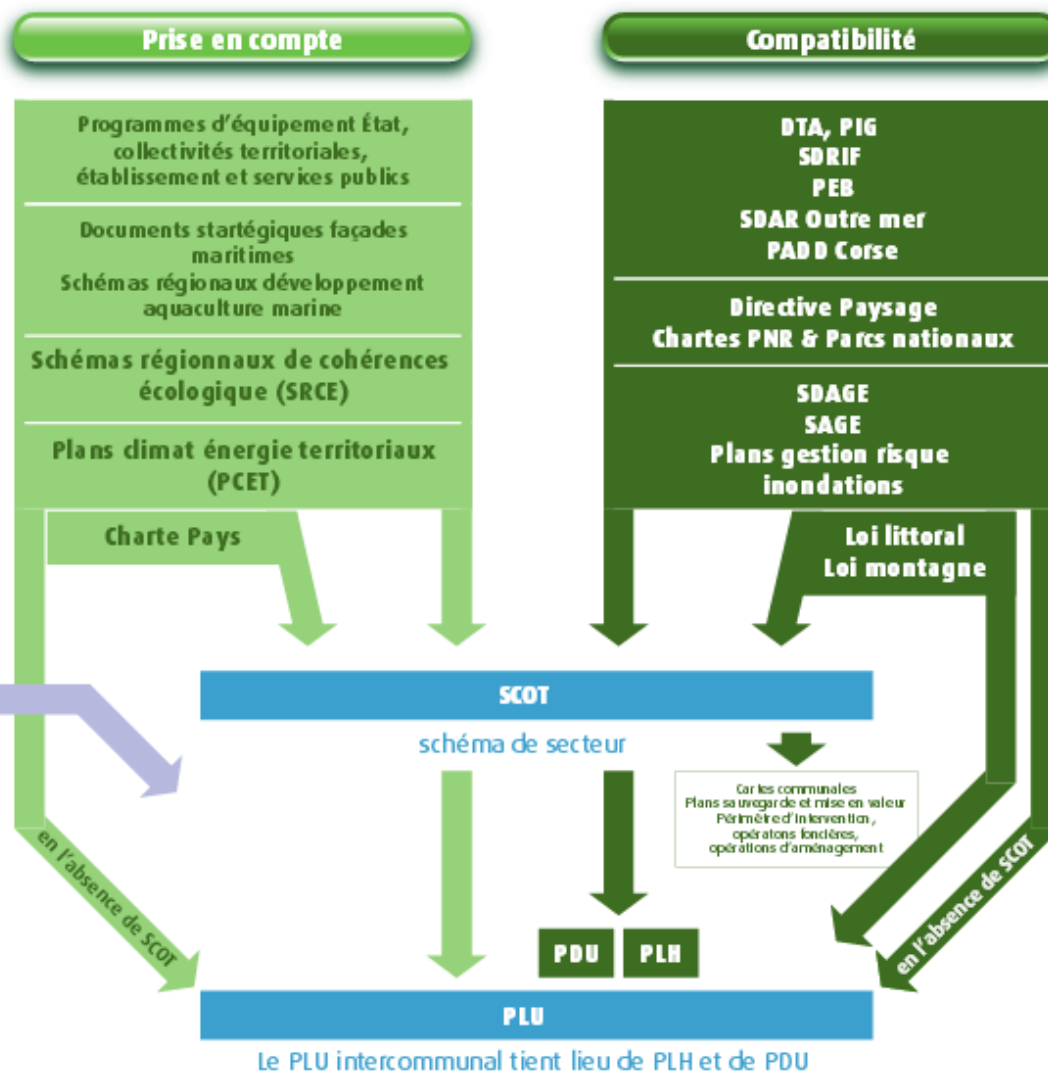 Prise en compte
Programmes d'équipement État,
collectivités territoriales,
établissement et services publics
Documents startégiques façades
maritimes
Schémas régionaux développement
aquaculture marine
Schémas régionnaux de cohérences
écologique (SRCE)
Plans climat énergie territoriaux
(PCET)
Charte Pays
Compatibilité
DTA, PIG
SDRIF
PEB
SDAR Outre mer
PADD Corse
Directive Paysage
Chartes PNR & Parcs nationaux
SDAGE
SAGE
Plans gestion risque
inondations
Loi littoral
Loi montagne
SCOT
schéma de secteur
Cartes communales
Plans sauvegarde et mise en valeur
Périmètre d'intervention,
opératons foncières,
opérations d'aménagement
en l'absence de SCOT
en l'absence de SCOT
PDU
PLH
PLU
Le PLU intercommunal tient lieu de PLH et de PDU